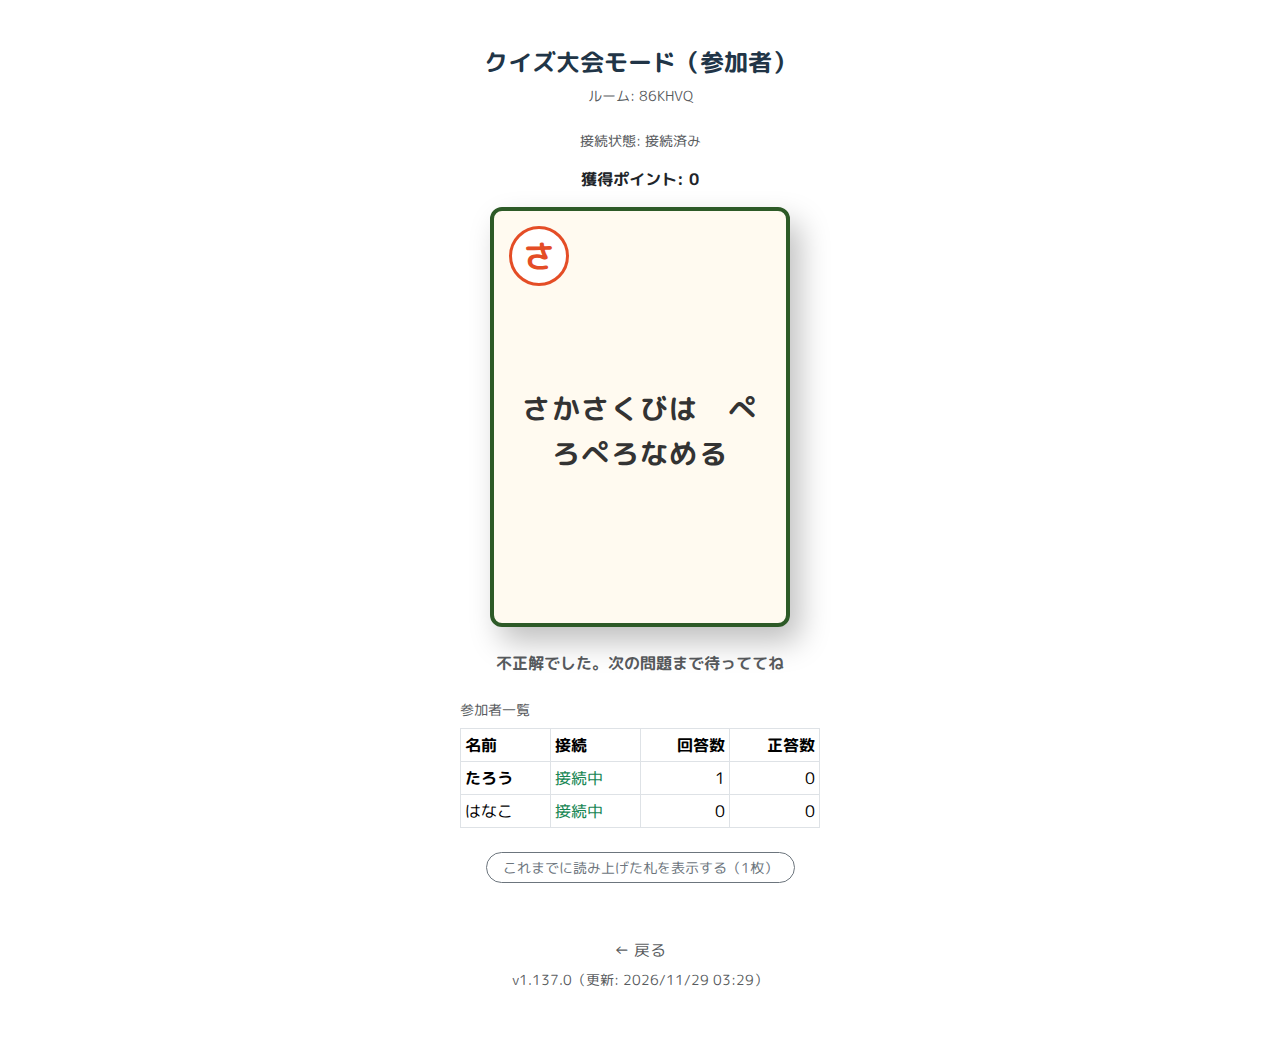 クイズ大会モード（参加者）
ルーム: 86KHVQ
接続状態: 接続済み
獲得ポイント: 0
さ
さかさくびは　ぺ
ろぺろなめる
不正解でした。次の問題まで待っててね
参加者一覧
名前 接続 回答数 正答数
たろう 接続中 1 0
はなこ 接続中 0 0
これまでに読み上げた札を表示する（1枚）
← 戻る
v1.137.0（更新: 2026/11/29 03:29）